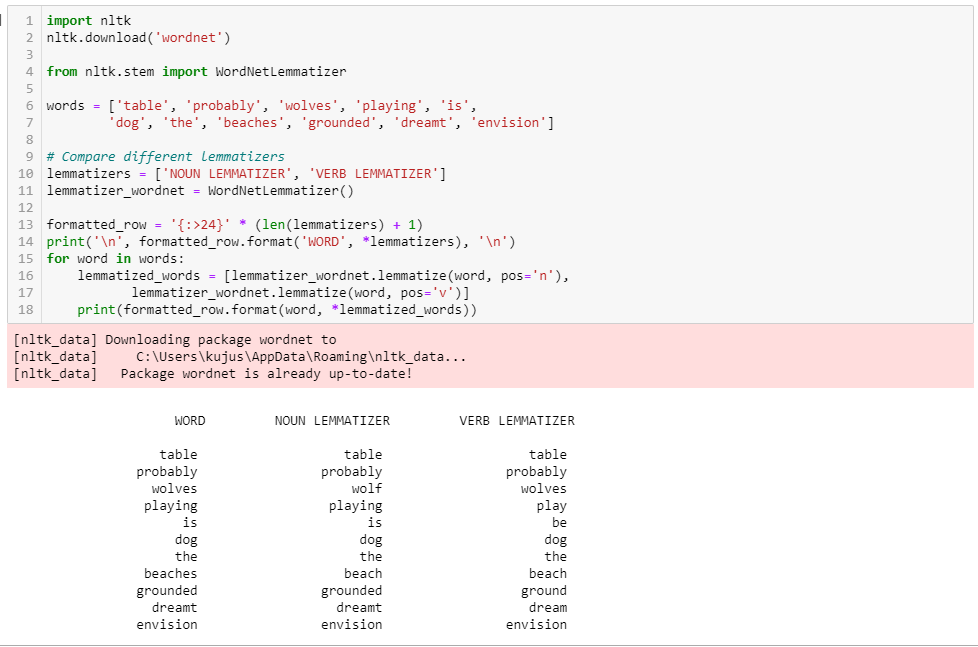 1 import nltk
2 nltk.download('wordnet')
3
4 from nltk.stem import WordNetLemmatizer
5
6 words = ['table', 'probably', 'wolves', 'playing', 'is',
7         'dog', 'the', 'beaches', 'grounded', 'dreamt', 'envision']
8
9 # Compare different lemmatizers
10 lemmatizers = ['NOUN LEMMATIZER', 'VERB LEMMATIZER']
11 lemmatizer_wordnet = WordNetLemmatizer()
12
13 formatted_row = '{:>24}' * (len(lemmatizers) + 1)
14 print('\n', formatted_row.format('WORD', *lemmatizers), '\n')
15 for word in words:
16     lemmatized_words = [lemmatizer_wordnet.lemmatize(word, pos='n'),
17            lemmatizer_wordnet.lemmatize(word, pos='v')]
18     print(formatted_row.format(word, *lemmatized_words))
[nltk_data] Downloading package wordnet to
[nltk_data]     C:\Users\kujus\AppData\Roaming\nltk_data...
[nltk_data]   Package wordnet is already up-to-date!
WORD         NOUN LEMMATIZER         VERB LEMMATIZER
table                   table                   table
probably                probably                probably
wolves                    wolf                  wolves
playing                 playing                    play
is                      is                      be
dog                     dog                     dog
the                     the                     the
beaches                   beach                   beach
grounded                grounded                  ground
dreamt                  dreamt                   dream
envision                envision                envision